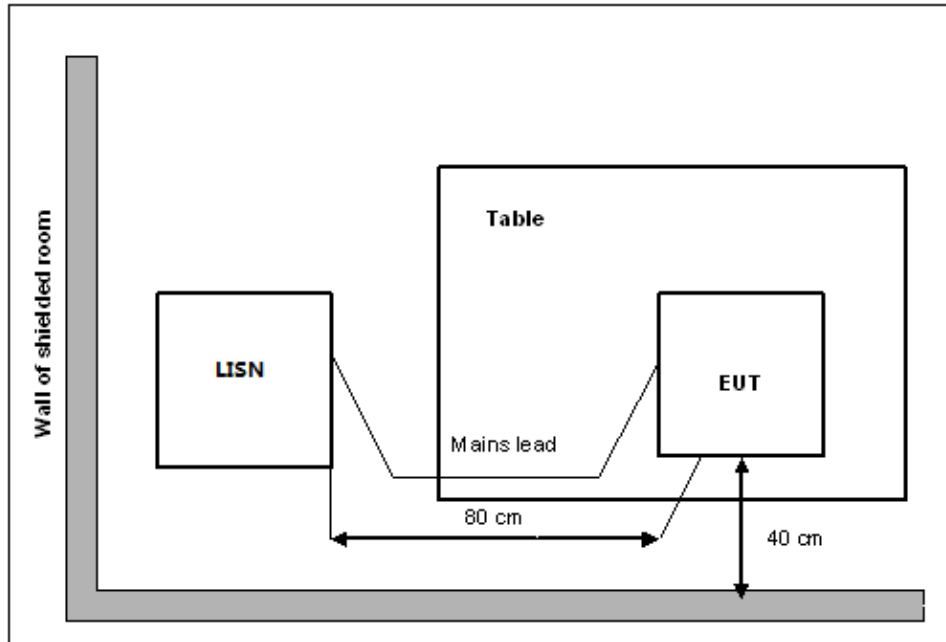 Wall of shielded room
Table
LISN
EUT
Mains lead
80 cm
40 cm